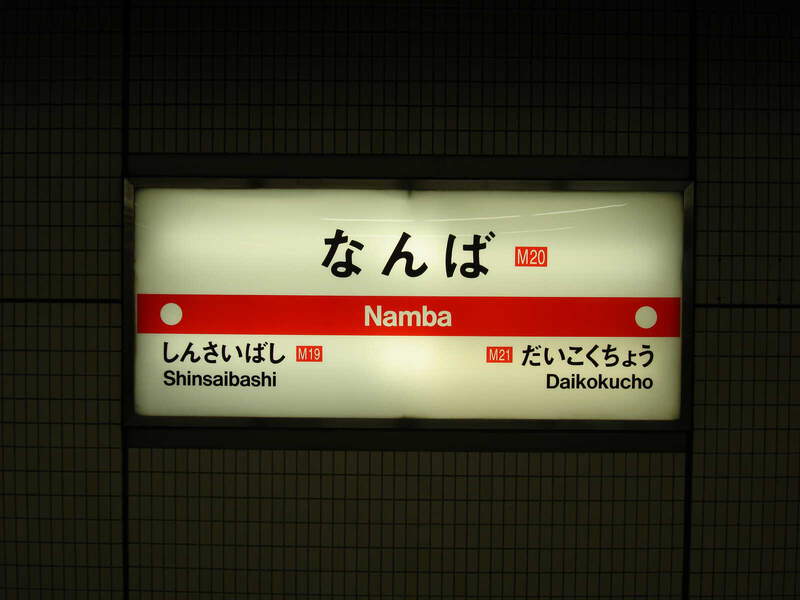 なんば M20
Namba
しんさいばし M19
Shinsaibashi
M21 だいこくちょう
Daikokucho